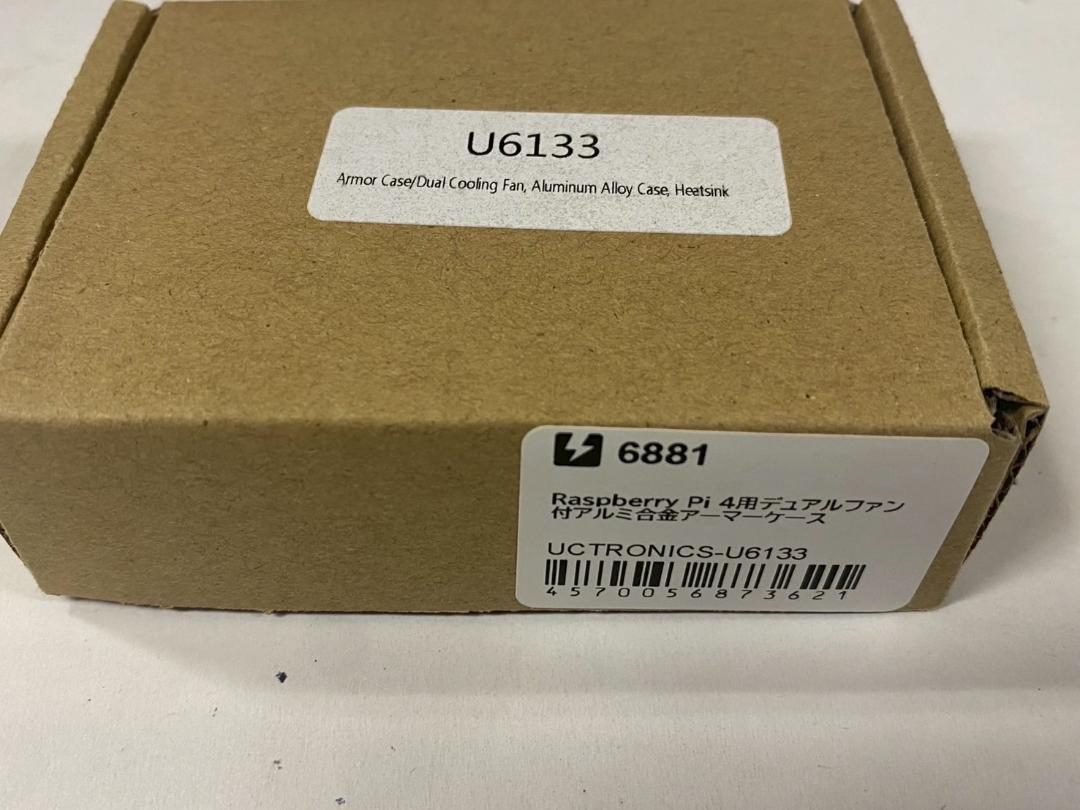 U6133
Armor Case/Dual Cooling Fan, Aluminum Alloy Case, Heatsink
6881
Raspberry Pi 4用デュアルファン
付アルミ合金アーマーケース
UCTRONICS-U6133
4570056873621